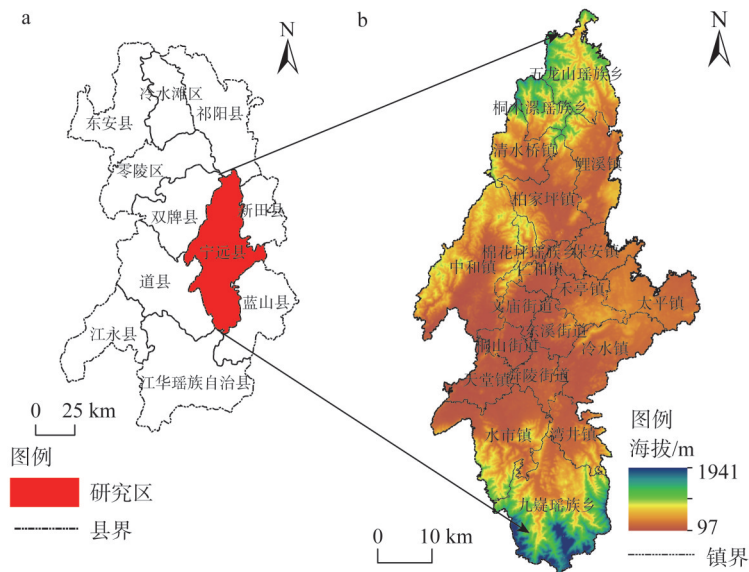 a
N
冷水滩区
东安县
祁阳县
零陵区
双牌县
新田县
宁远县
道县
蓝山县
江永县
江华瑶族自治县
0 25 km
图例
研究区
县界
b
N
五龙山瑶族乡
桐木漯瑶族乡
清水桥镇
鲤溪镇
柏家坪镇
棉花坪瑶族乡
保安镇
中和镇
仁和镇
禾亭镇
太平镇
文庙街道
东溪街道
桐山街道
冷水镇
天堂镇
舜陵街道
水市镇
湾井镇
九嶷瑶族乡
0 10 km
图例
海拔/m
1941
97
镇界